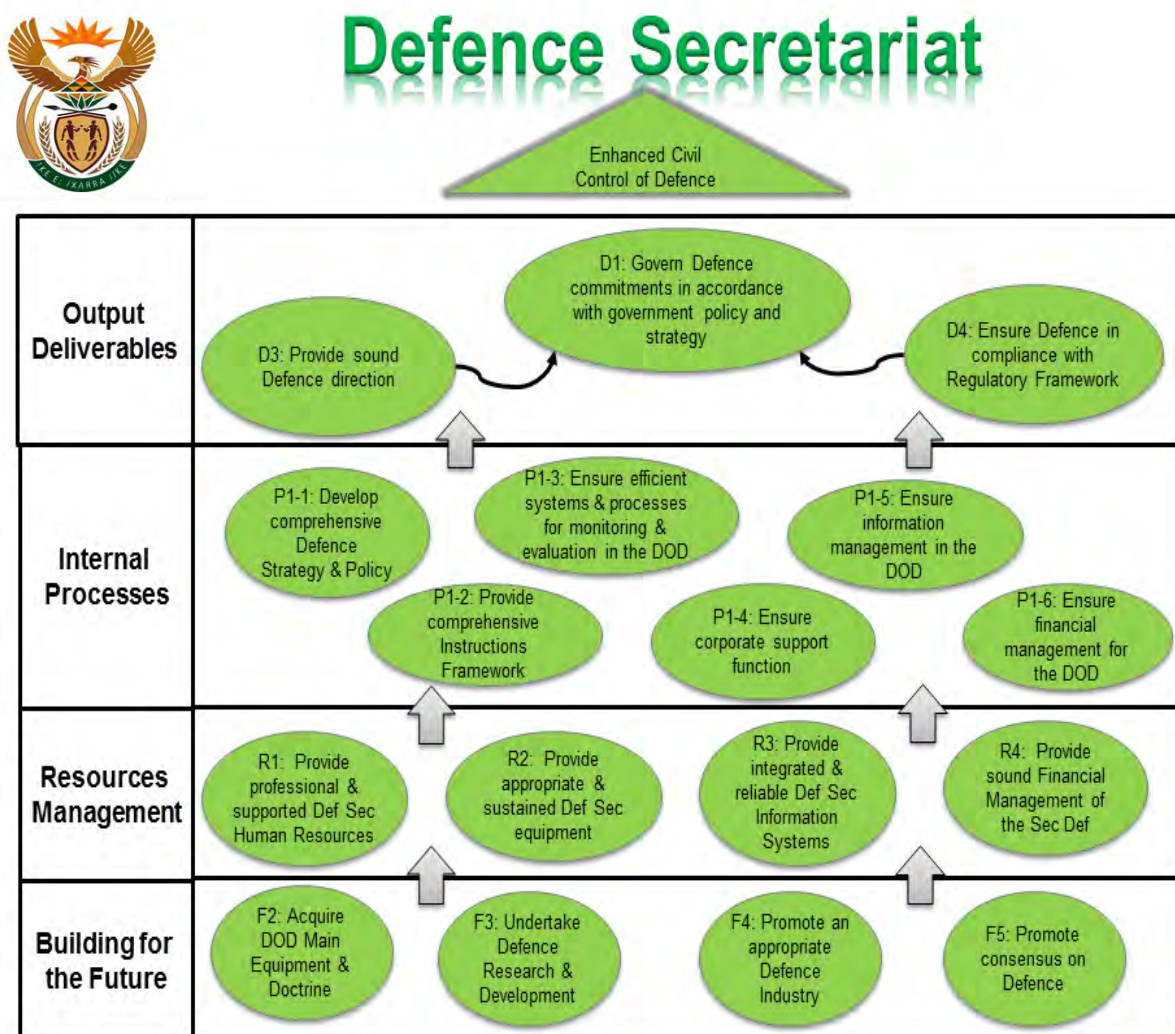 Defence Secretariat
!KE E: /XARRA //KE
Enhanced Civil
Control of Defence
Output
Deliverables
D1: Govern Defence
commitments in accordance
with government policy and
strategy
D3: Provide sound
Defence direction
D4: Ensure Defence in
compliance with
Regulatory Framework
Internal
Processes
P1-1: Develop
comprehensive
Defence
Strategy & Policy
P1-3: Ensure efficient
systems & processes
for monitoring &
evaluation in the DOD
P1-5: Ensure
information
management in the
DOD
P1-2: Provide
comprehensive
Instructions
Framework
P1-4: Ensure
corporate support
function
P1-6: Ensure
financial
management for
the DOD
Resources
Management
R1: Provide
professional &
supported Def Sec
Human Resources
R2: Provide
appropriate &
sustained Def Sec
equipment
R3: Provide
integrated &
reliable Def Sec
Information
Systems
R4: Provide
sound Financial
Management of
the Sec Def
Building for
the Future
F2: Acquire
DOD Main
Equipment &
Doctrine
F3: Undertake
Defence
Research &
Development
F4: Promote an
appropriate
Defence
Industry
F5: Promote
consensus on
Defence